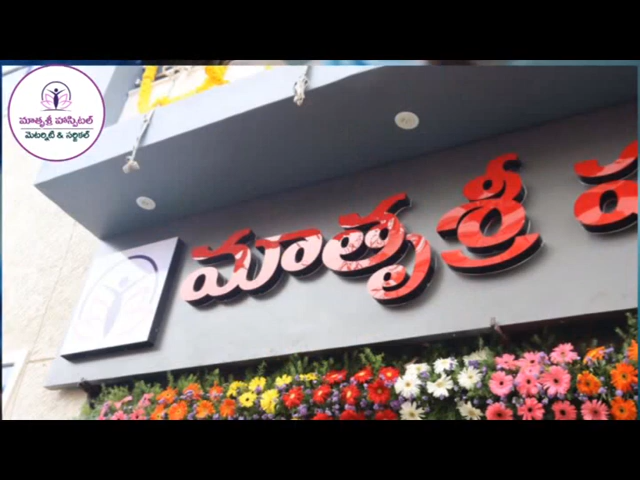 మాతృశ్రీ హాస్పిటల్
మెటర్నిటి & సర్జికల్
మాతృశ్రీ